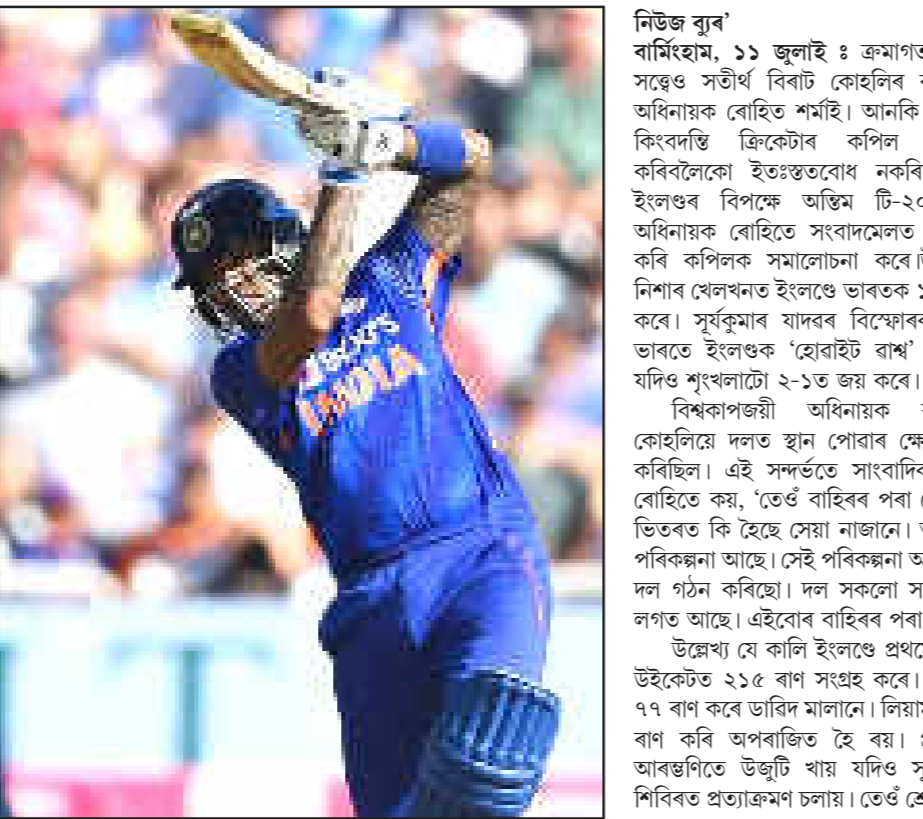 INDIA
নিউজ ব্যুৰ’
বাৰ্মিংহাম, ১১ জুলাই ঃ ক্ৰমাগত
সত্ত্বেও সতীৰ্থ বিৰাট কোহলিৰ
অধিনায়ক ৰোহিত শৰ্মাই। আনকি
কিংবদন্তি ক্ৰিকেটাৰ কপিল
কৰিবলৈকো ইতঃস্ততবোধ নকৰি
ইংলণ্ডৰ বিপক্ষে অন্তিম টি-২০
অধিনায়ক ৰোহিতে সংবাদমেলত
কৰি কপিলক সমালোচনা কৰে।
নিশাৰ খেলখনত ইংলণ্ডে ভাৰতক
কৰে। সূৰ্যকুমাৰ যাদৱৰ
ভাৰতে ইংলণ্ডক ‘হোৱাইট ৱাশ্ব’
যদিও শৃংখলাটো ২-১ত জয় কৰে।
বিশ্বকাপজয়ী অধিনায়ক
কোহলিয়ে দলত স্থান পোৱাৰ
কৰিছিল। এই সন্দৰ্ভতে
ৰোহিতে কয়, ‘তেওঁ বাহিৰৰ পৰা
ভিতৰত কি হৈছে সেয়া নাজানে।
পৰিকল্পনা আছে। সেই পৰিকল্পনা
দল গঠন কৰিছো। দল সকলো
লগত আছে। এইবোৰ বাহিৰৰ পৰা
উল্লেখ্য যে কালি ইংলণ্ডে
উইকেটত ২১৫ ৰাণ সংগ্ৰহ কৰে।
৭৭ ৰাণ কৰে ডাৱিদ মালানে।
ৰাণ কৰি অপৰাজিত হৈ ৰয়।
আৰম্ভণিতে উজুটি খায় যদিও
শিবিৰত প্ৰত্যাক্ৰমণ চলায়। তেওঁ